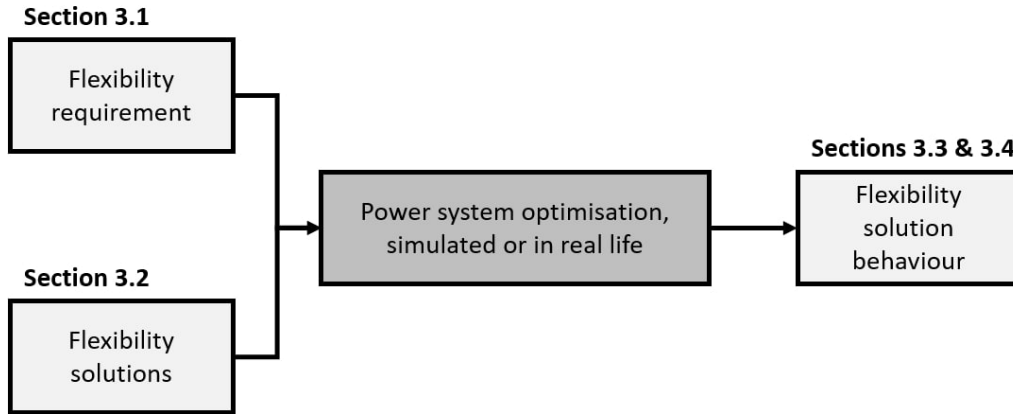 Section 3.1
Flexibility
requirement
Section 3.2
Flexibility
solutions
Power system optimisation,
simulated or in real life
Sections 3.3 & 3.4
Flexibility
solution
behaviour